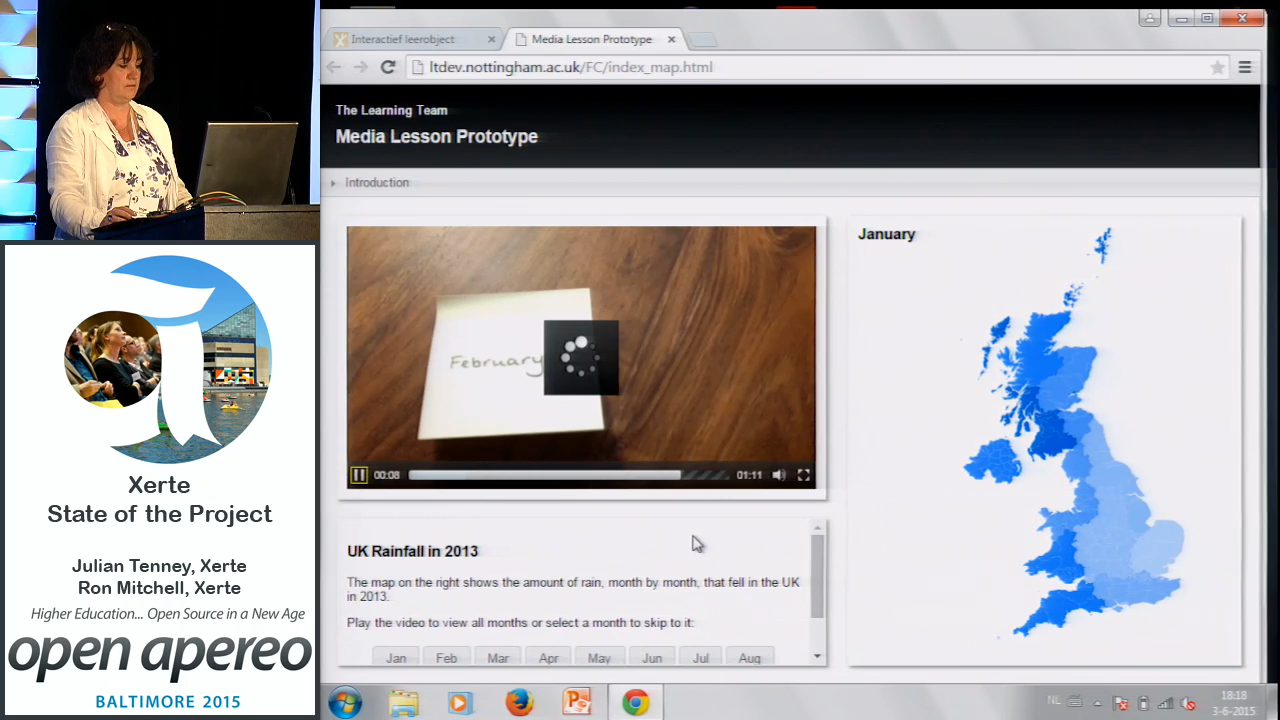 Interactief leerobject
Media Lesson Prototype
ltdev.nottingham.ac.uk/FC/index_map.html
The Learning Team
Media Lesson Prototype
Introduction
February
00:08
01:11
January
UK Rainfall in 2013
The map on the right shows the amount of rain, month by month, that fell in the UK
in 2013.
Play the video to view all months or select a month to skip to it:
Jan Feb Mar Apr May Jun Jul Aug
NL
18:18
3-6-2015
Xerte
State of the Project
Julian Tenney, Xerte
Ron Mitchell, Xerte
Higher Education... Open Source in a New Age
open apereo
BALTIMORE 2015